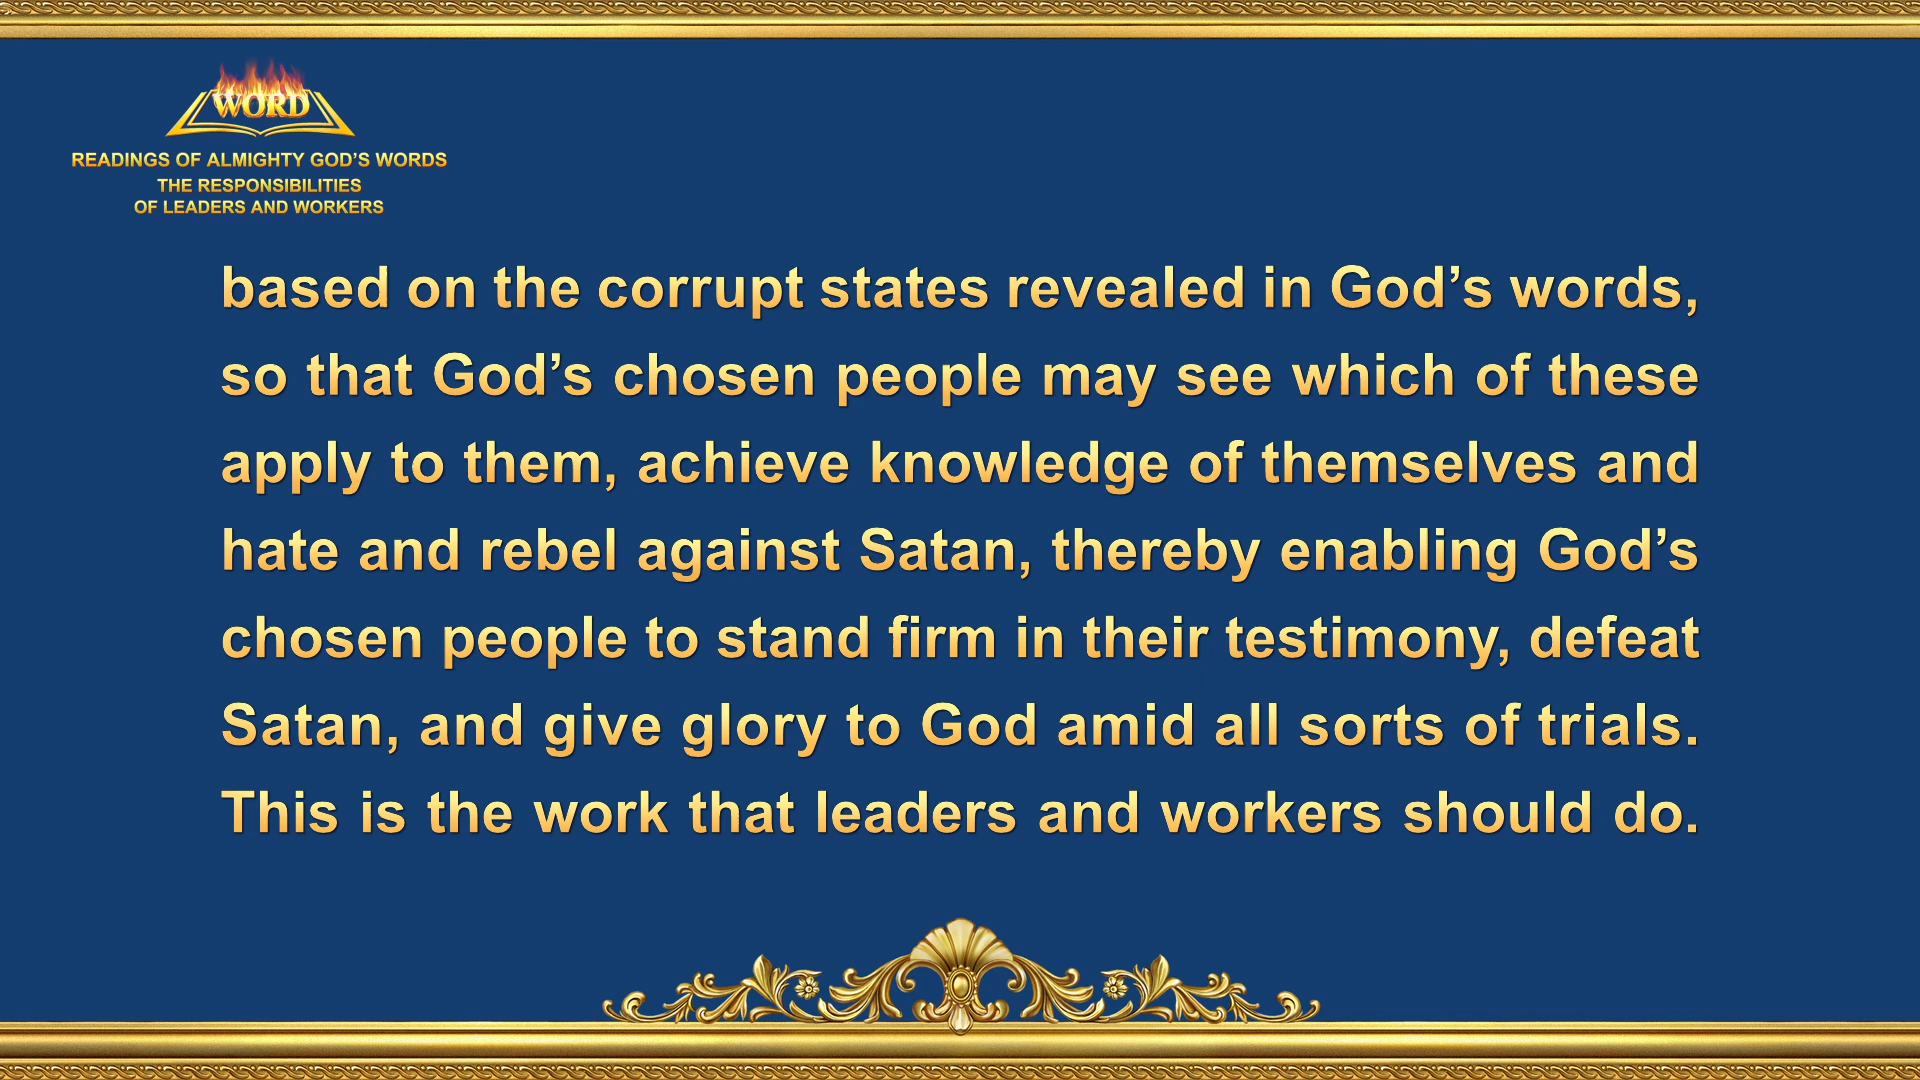 WORD
READINGS OF ALMIGHTY GOD’S WORDS
THE RESPONSIBILITIES
OF LEADERS AND WORKERS
based on the corrupt states revealed in God’s words,
so that God’s chosen people may see which of these
apply to them, achieve knowledge of themselves and
hate and rebel against Satan, thereby enabling God’s
chosen people to stand firm in their testimony, defeat
Satan, and give glory to God amid all sorts of trials.
This is the work that leaders and workers should do.